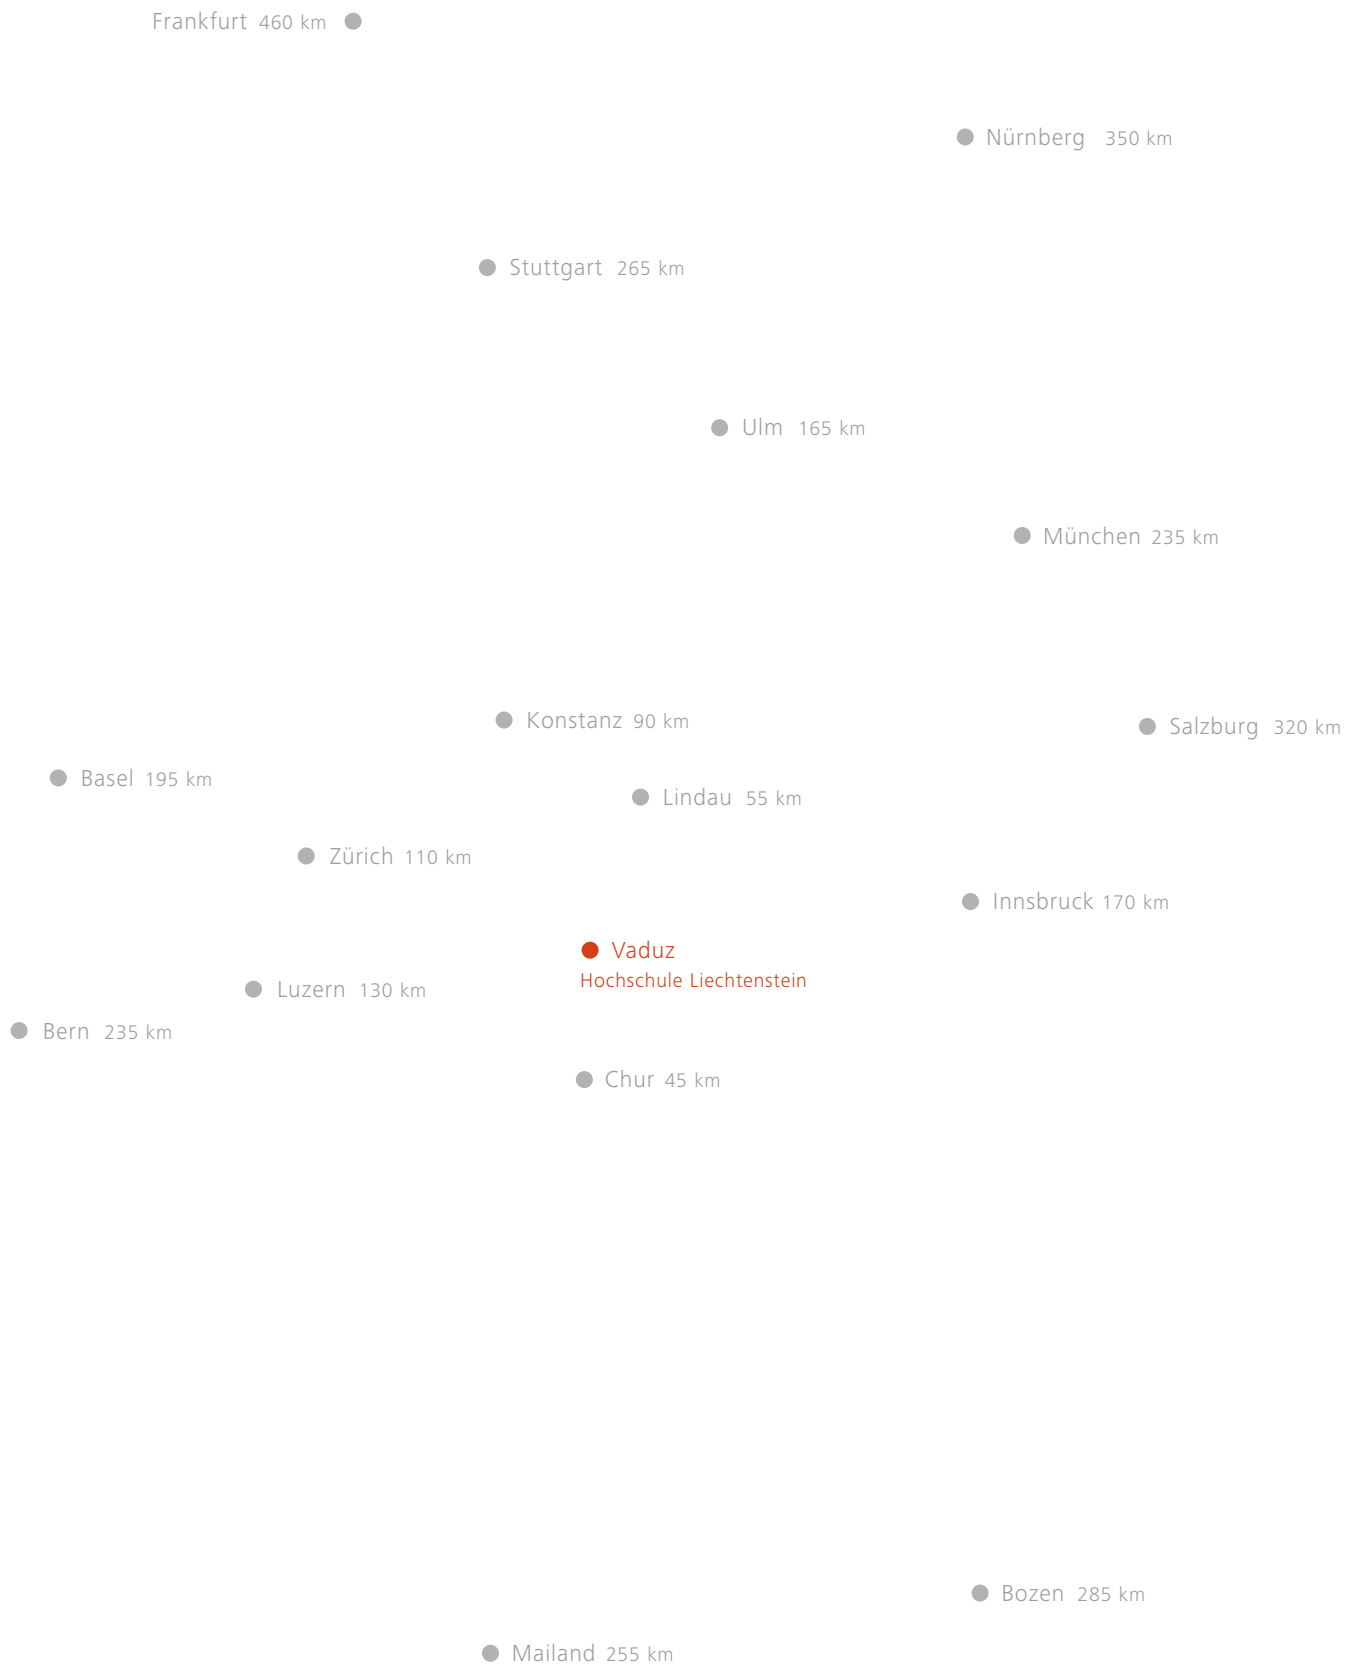 Frankfurt 460 km
Nürnberg 350 km
Stuttgart 265 km
Ulm 165 km
München 235 km
Konstanz 90 km
Salzburg 320 km
Basel 195 km
Lindau 55 km
Zürich 110 km
Innsbruck 170 km
Vaduz
Hochschule Liechtenstein
Luzern 130 km
Bern 235 km
Chur 45 km
Bozen 285 km
Mailand 255 km